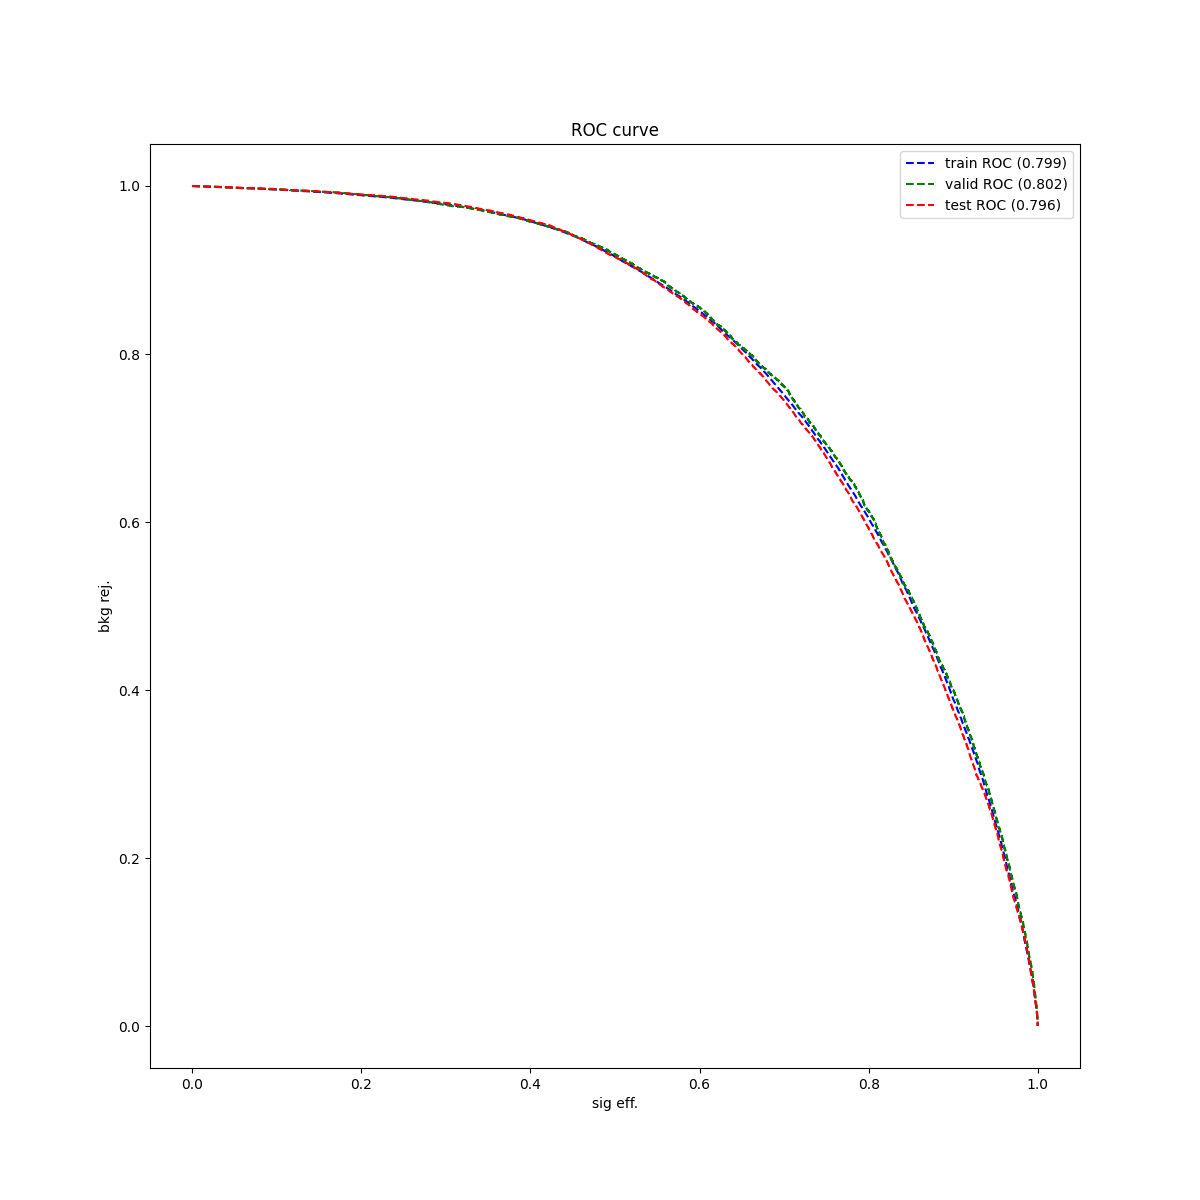 ROC curve
train ROC (0.799)
valid ROC (0.802)
test ROC (0.796)
1.0
0.8
0.6
0.4
0.2
0.0
bkg rej.
0.0 0.2 0.4 0.6 0.8 1.0
sig eff.